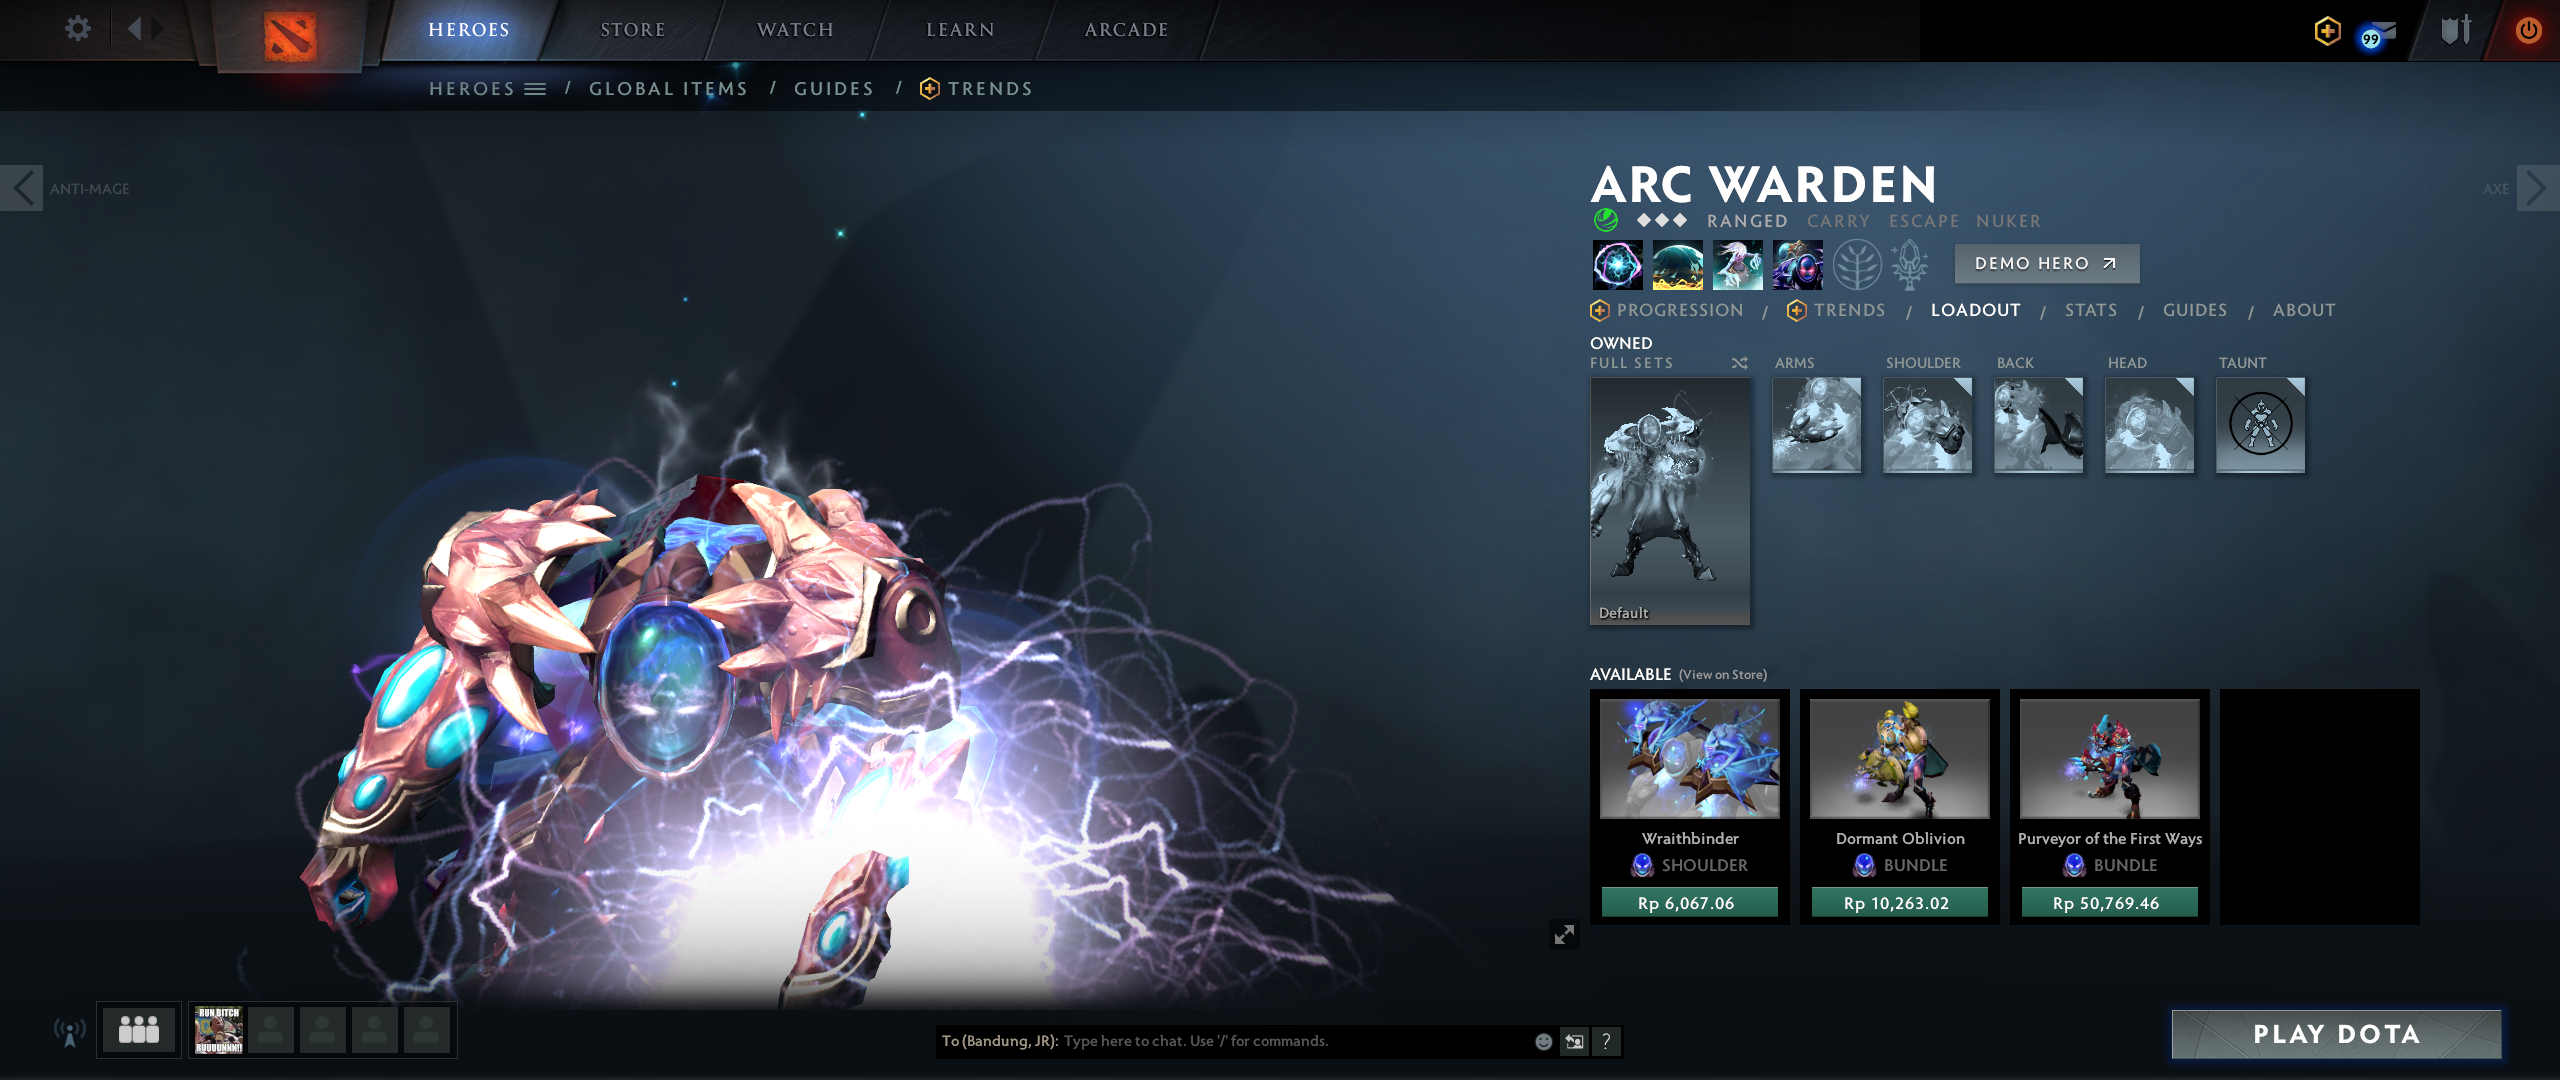 HEROES
STORE
WATCH
LEARN
ARCADE
99
HEROES / GLOBAL ITEMS / GUIDES / TRENDS
ANTI-MAGE
AXE
ARC WARDEN
RANGED CARRY ESCAPE NUKER
DEMO HERO
PROGRESSION / TRENDS / LOADOUT / STATS / GUIDES / ABOUT
OWNED
FULL SETS
ARMS
SHOULDER
BACK
HEAD
TAUNT
Default
AVAILABLE (View on Store)
Wraithbinder
SHOULDER
Rp 6,067.06
Dormant Oblivion
BUNDLE
Rp 10,263.02
Purveyor of the First Ways
BUNDLE
Rp 50,769.46
RUN BITCH
RUUUUNNN!!
To (Bandung, JR): Type here to chat. Use '/' for commands.
?
PLAY DOTA